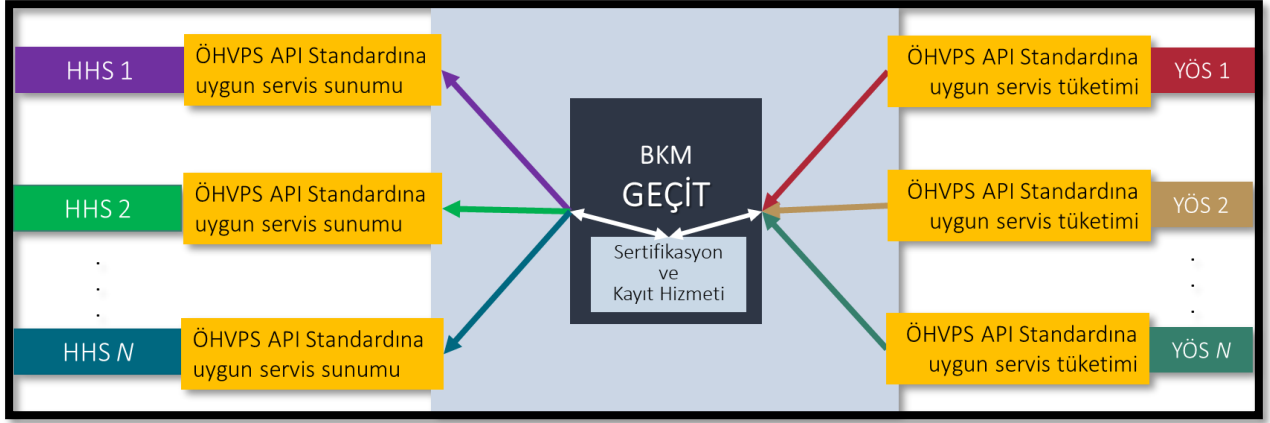 HHS 1
ÖHVPS API Standardına
uygun servis sunumu
HHS 2
ÖHVPS API Standardına
uygun servis sunumu
.
.
.
HHS N
ÖHVPS API Standardına
uygun servis sunumu
BKM
GEÇİT
Sertifikasyon
ve
Kayıt Hizmeti
ÖHVPS API Standardına
uygun servis tüketimi
YÖS 1
ÖHVPS API Standardına
uygun servis tüketimi
YÖS 2
.
.
.
ÖHVPS API Standardına
uygun servis tüketimi
YÖS N